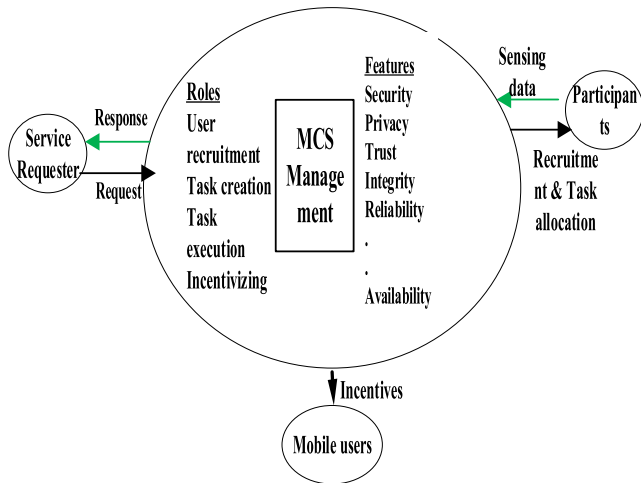 Service
Requester
Response
Request
Roles
User
recruitment
Task creation
Task
execution
Incentivizing
MCS
Manage
ment
Features
Security
Privacy
Trust
Integrity
Reliability
.
.
Availability
Sensing
data
Participan
ts
Recruitme
nt & Task
allocation
Incentives
Mobile users